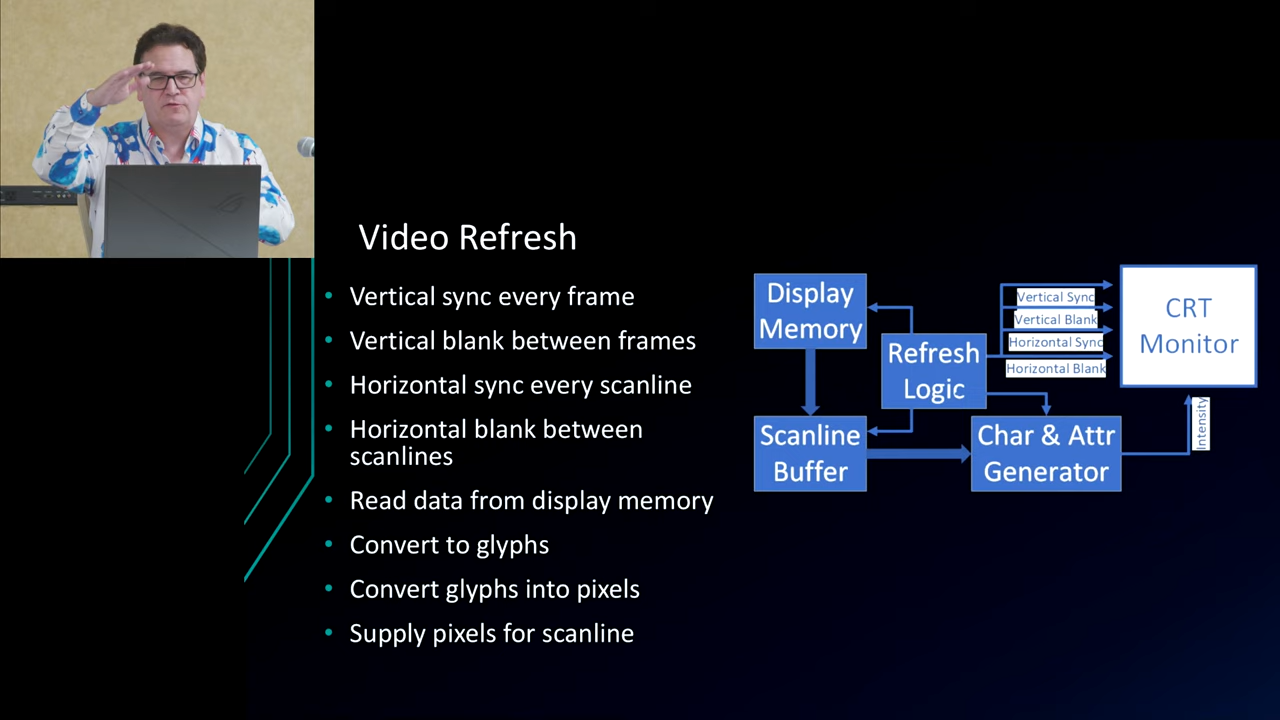 Video Refresh
• Vertical sync every frame
• Vertical blank between frames
• Horizontal sync every scanline
• Horizontal blank between
scanlines
• Read data from display memory
• Convert to glyphs
• Convert glyphs into pixels
• Supply pixels for scanline
Display
Memory
Refresh
Logic
Vertical Sync
Vertical Blank
Horizontal Sync
Horizontal Blank
CRT
Monitor
Scanline
Buffer
Char & Attr
Generator
Intensity